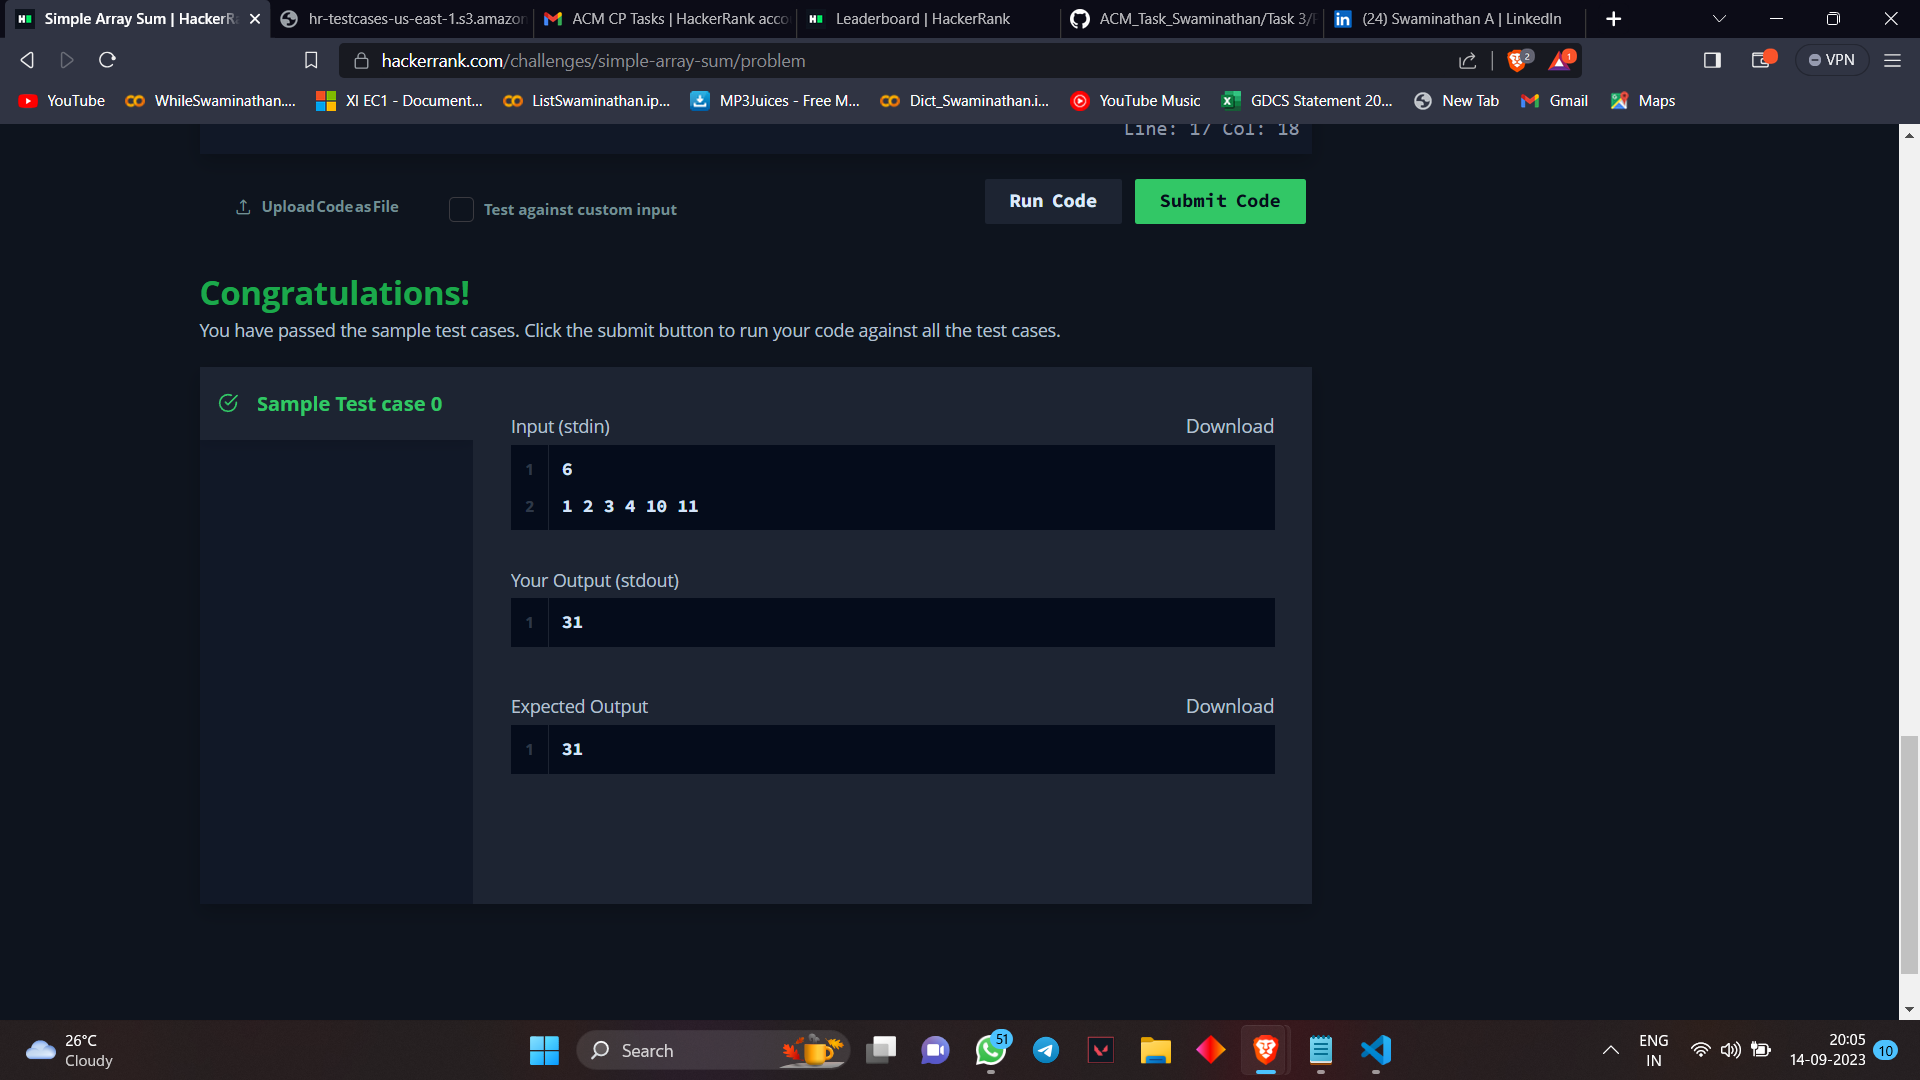 Simple Array Sum | HackerRa
hr-testcases-us-east-1.s3.amazon
ACM CP Tasks | HackerRank acco
Leaderboard | HackerRank
ACM_Task_Swaminathan/Task 3/
(24) Swaminathan A | LinkedIn
hackerrank.com/challenges/simple-array-sum/problem
2
1
VPN
YouTube
WhileSwaminathan....
XI EC1 - Document...
ListSwaminathan.ip...
MP3Juices - Free M...
Dict_Swaminathan.i...
YouTube Music
GDCS Statement 20...
New Tab
Gmail
Maps
Line: 17 Col: 18
Upload Code as File
Test against custom input
Run Code
Submit Code
Congratulations!
You have passed the sample test cases. Click the submit button to run your code against all the test cases.
Sample Test case 0
Input (stdin)
Download
1 6
2 1 2 3 4 10 11
Your Output (stdout)
1 31
Expected Output
Download
1 31
26°C
Cloudy
Search
51
ENG
IN
20:05
14-09-2023
10